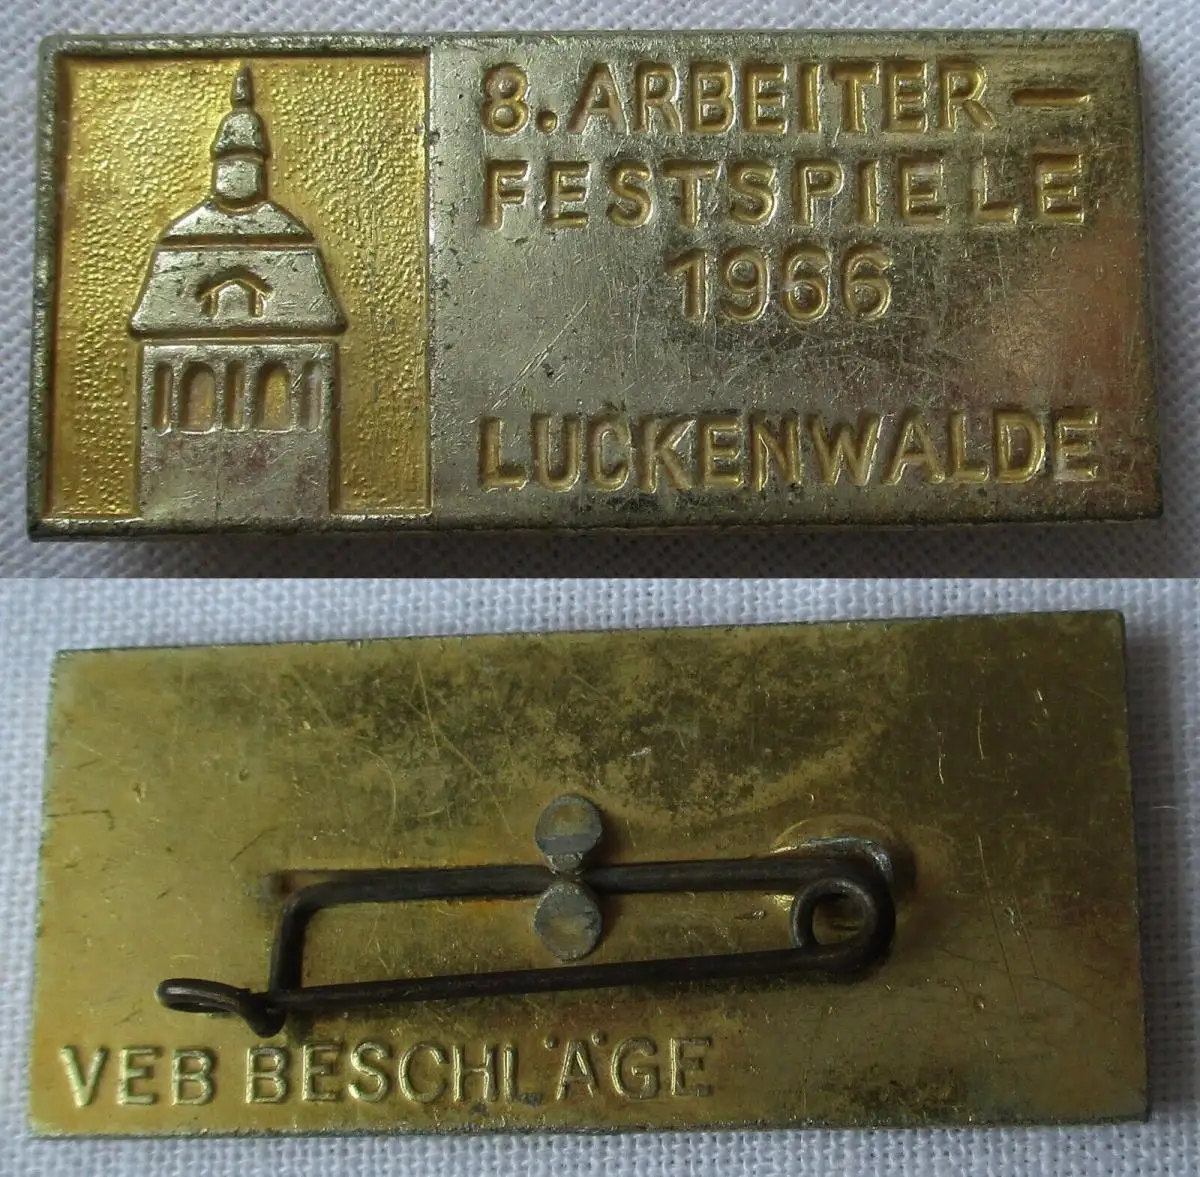 8. ARBEITER-
FESTSPIELE
1966
LUCKENWALDE
VEB BESCHLÄGE